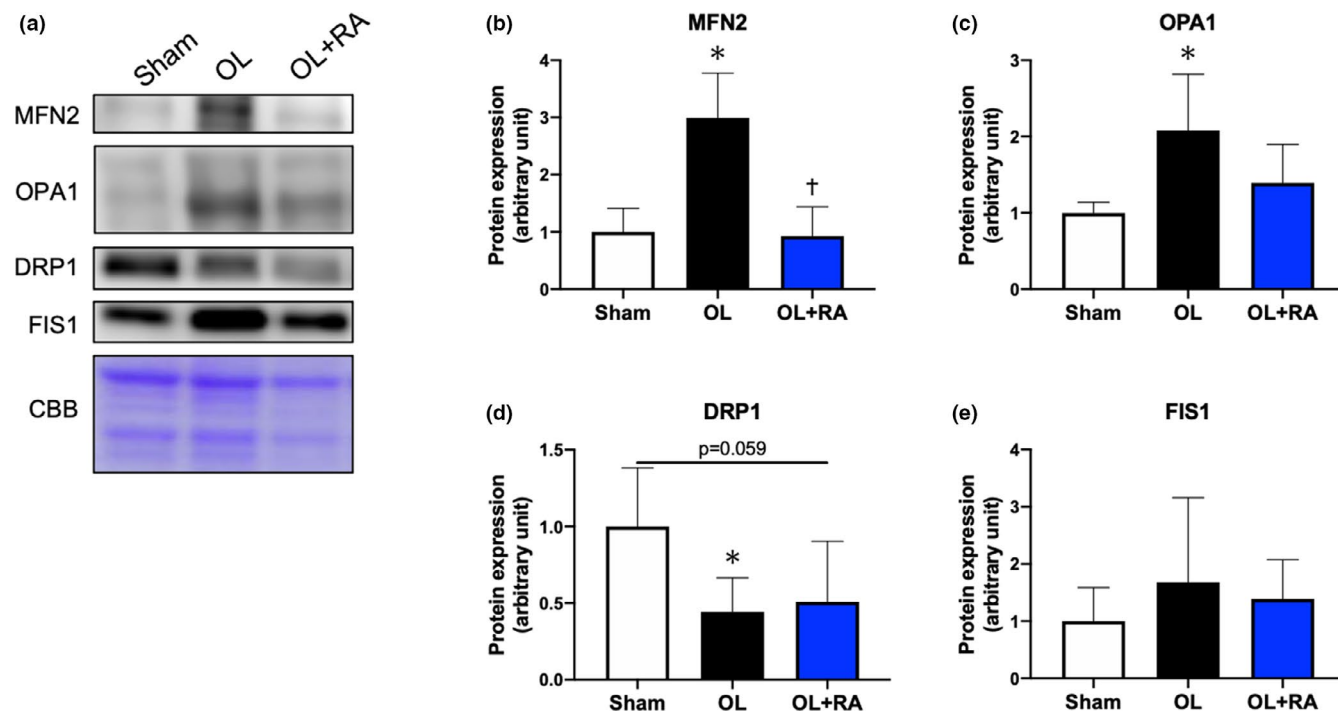 (a)
Sham OL OL+RA
MFN2
OPA1
DRP1
FIS1
CBB
(b)
MFN2
Protein expression
(arbitrary unit)
4
3
2
1
0
*
†
Sham OL OL+RA
(c)
OPA1
Protein expression
(arbitrary unit)
3
2
1
0
*
Sham OL OL+RA
(d)
DRP1
Protein expression
(arbitrary unit)
1.5
1.0
0.5
0.0
p=0.059
*
Sham OL OL+RA
(e)
FIS1
Protein expression
(arbitrary unit)
4
3
2
1
0
Sham OL OL+RA